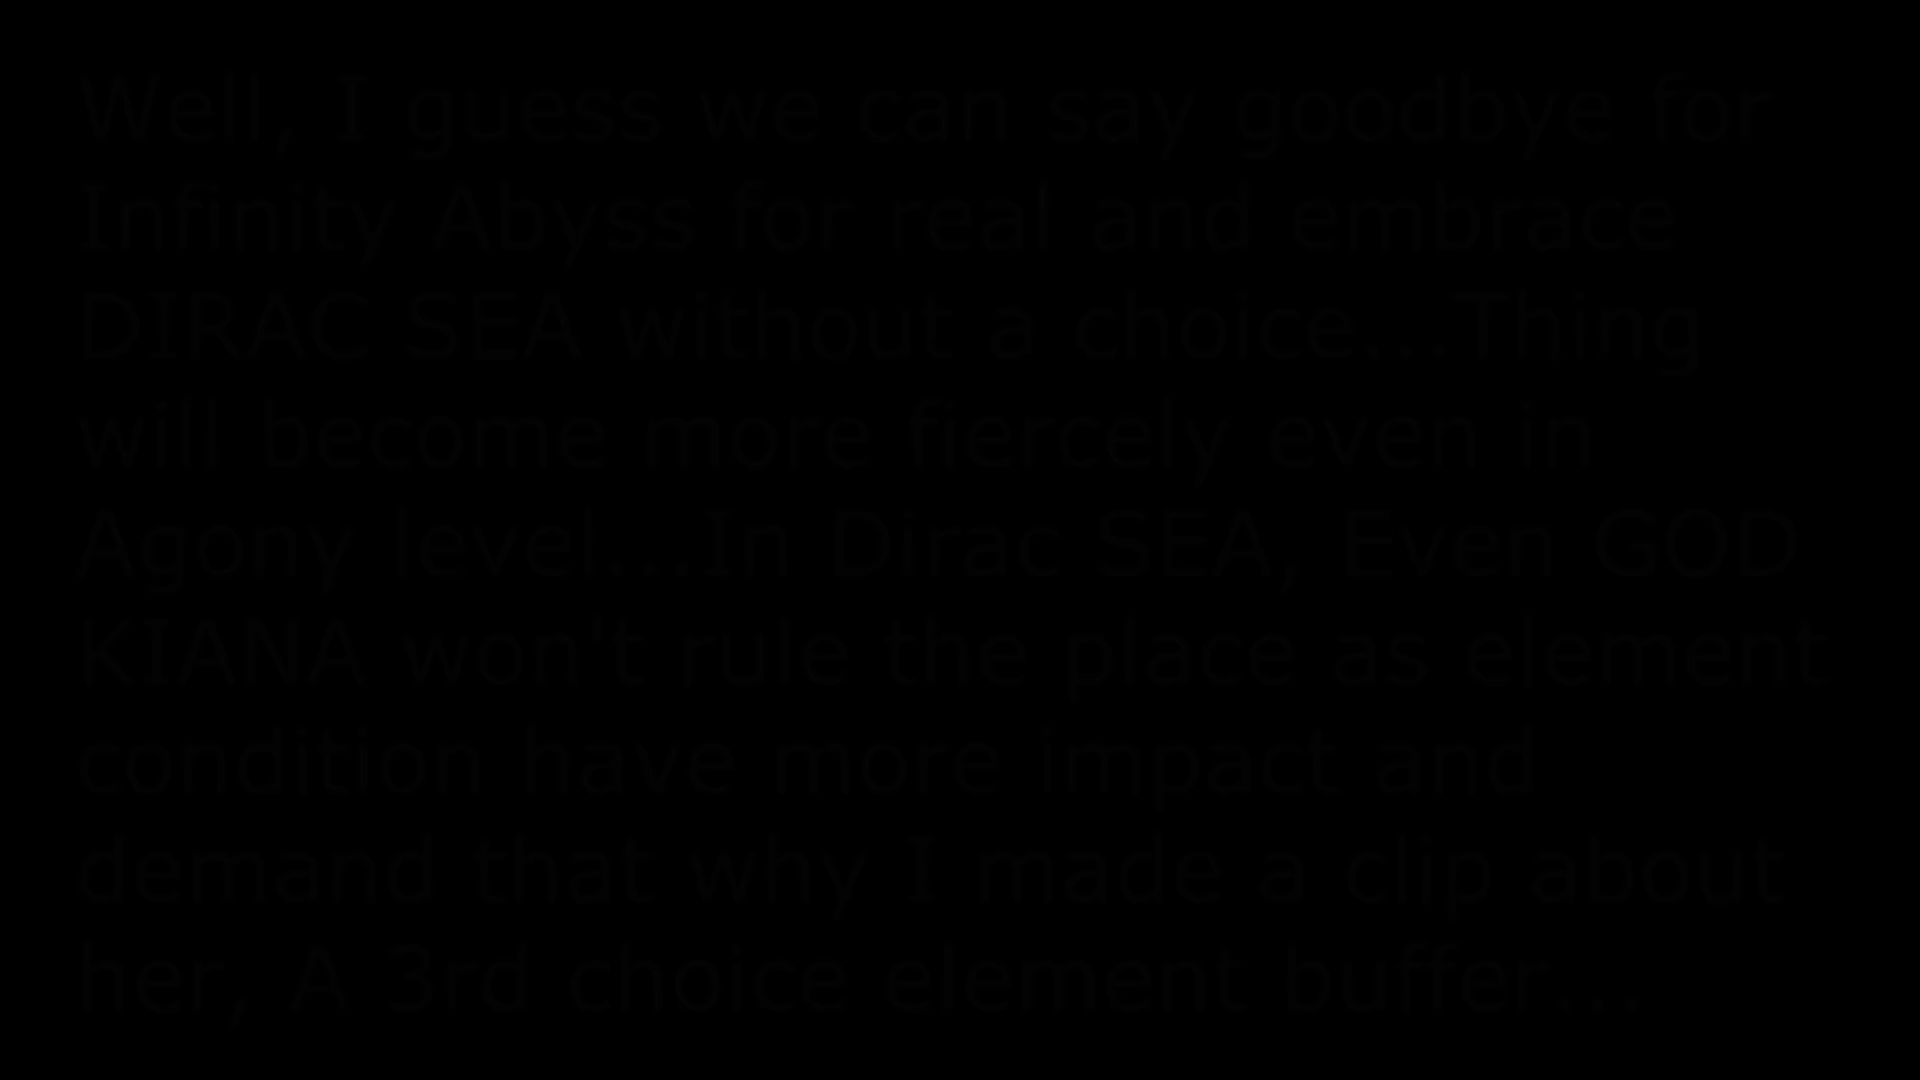 Well, I guess we can say goodbye for
Infinity Abyss for real and embrace
DIRAC SEA without a choice...Thing
will become more fiercely even in
Agony level...In Dirac SEA, Even GOD
KIANA won't rule the place as element
condition have more impact and
demand that why I made a clip about
her, A 3rd choice element buffer...